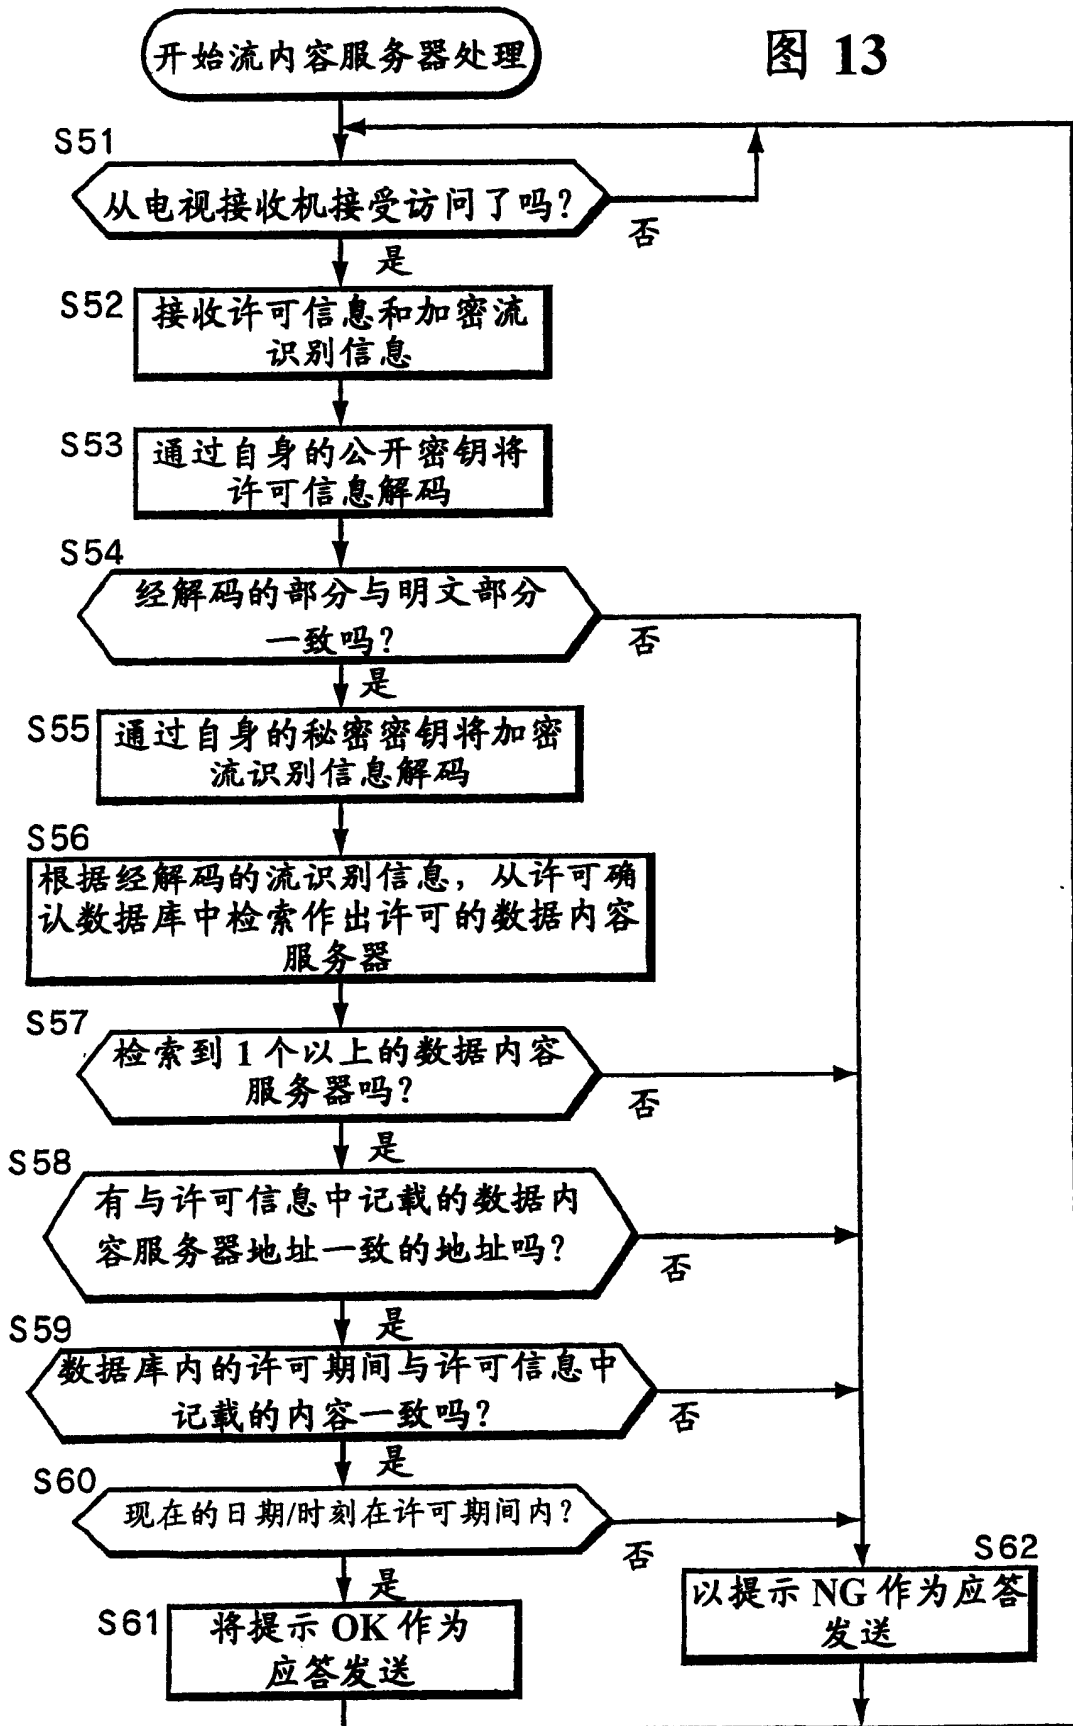 图 13
开始流内容服务器处理
S51
从电视接收机接受访问了吗?
否
是
S52
接收许可信息和加密流
识别信息
S53
通过自身的公开密钥将
许可信息解码
S54
经解码的部分与明文部分
一致吗?
否
是
S55
通过自身的秘密密钥将加密
流识别信息解码
S56
根据经解码的流识别信息，从许可确
认数据库中检索作出许可的数据内容
服务器
S57
检索到1个以上的数据内容
服务器吗?
否
是
S58
有与许可信息中记载的数据内
容服务器地址一致的地址吗?
否
是
S59
数据库内的许可期间与许可信息中
记载的内容一致吗?
否
是
S60
现在的日期/时刻在许可期间内?
否
是
S61
将提示 OK 作为
应答发送
S62
以提示 NG 作为应答
发送